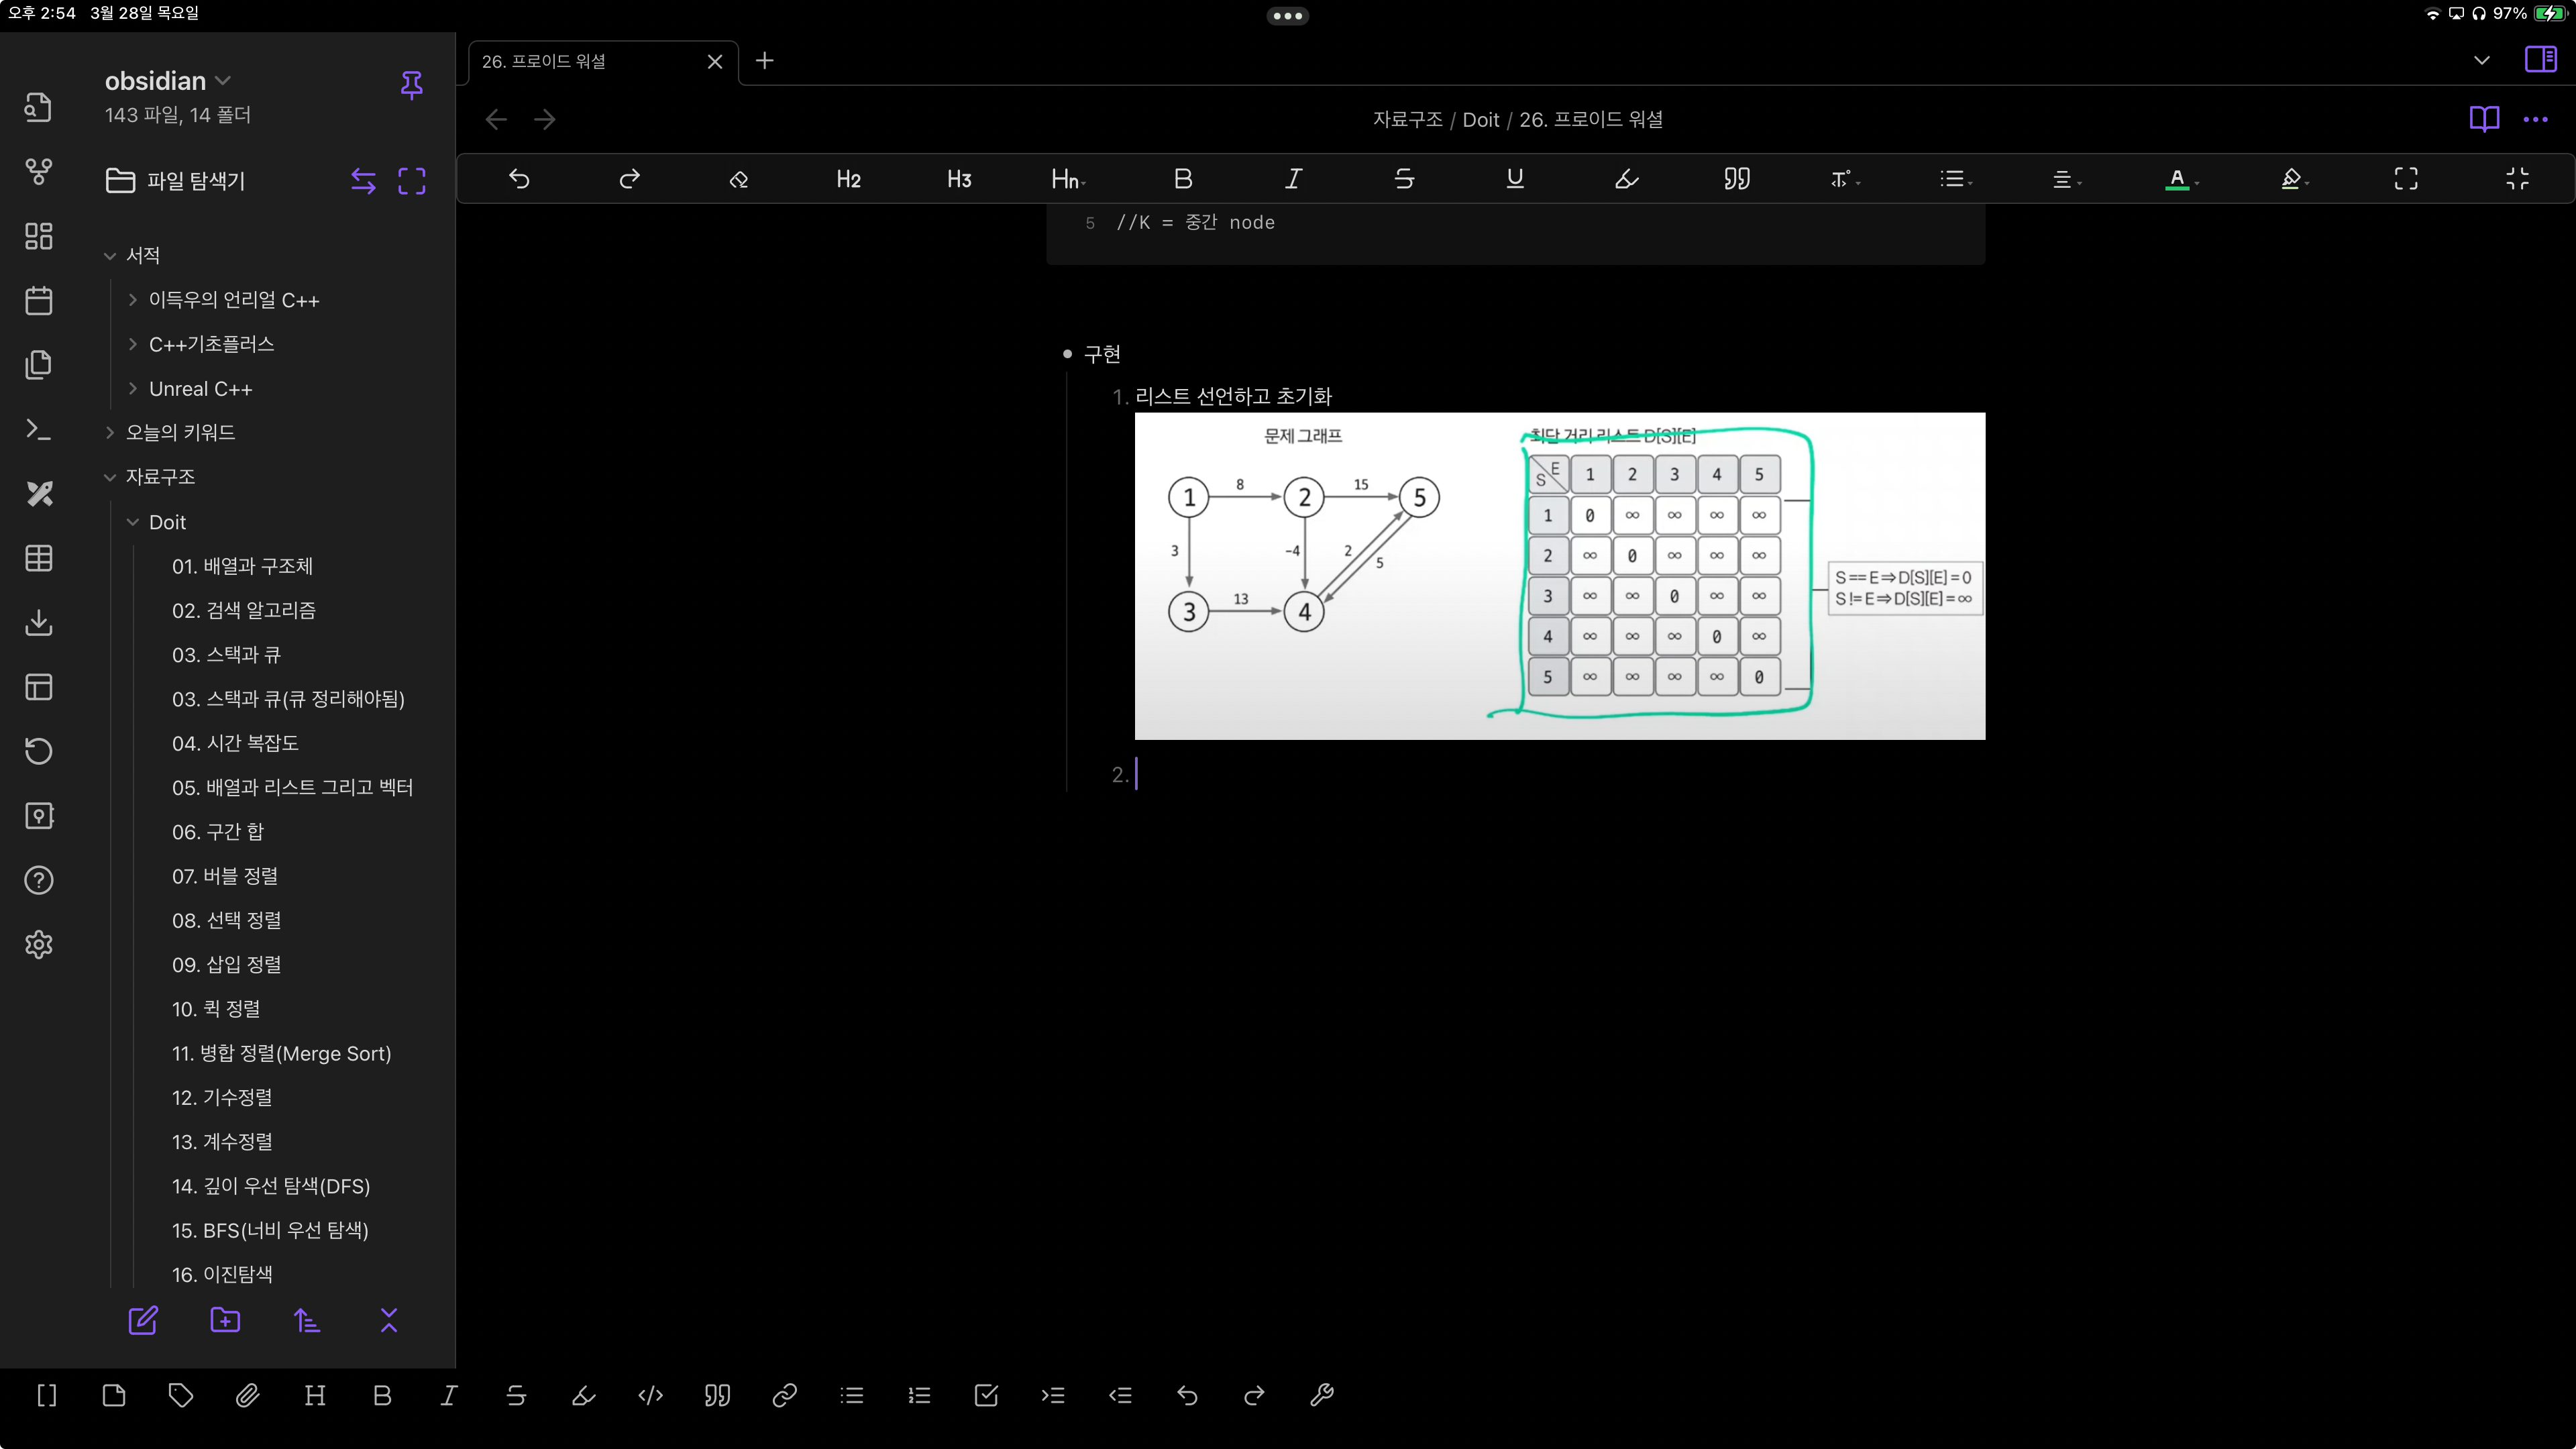 오후 2:54 3월 28일 목요일
97%
obsidian
143 파일, 14 폴더
파일 탐색기
서적
이득우의 언리얼 C++
C++기초플러스
Unreal C++
오늘의 키워드
자료구조
Doit
01. 배열과 구조체
02. 검색 알고리즘
03. 스택과 큐
03. 스택과 큐(큐 정리해야됨)
04. 시간 복잡도
05. 배열과 리스트 그리고 벡터
06. 구간 합
07. 버블 정렬
08. 선택 정렬
09. 삽입 정렬
10. 퀵 정렬
11. 병합 정렬(Merge Sort)
12. 기수정렬
13. 계수정렬
14. 깊이 우선 탐색(DFS)
15. BFS(너비 우선 탐색)
16. 이진탐색
26. 프로이드 워셜
자료구조 / Doit / 26. 프로이드 워셜
H2 H3 Hn B I S U A
5 //K = 중간 node
구현
1. 리스트 선언하고 초기화
문제 그래프
1 8 2 15 5
3 -4 2 5
3 13 4
최단 거리 리스트 D[S][E]
S E 1 2 3 4 5
1 0 ∞ ∞ ∞ ∞
2 ∞ 0 ∞ ∞ ∞
3 ∞ ∞ 0 ∞ ∞
4 ∞ ∞ ∞ 0 ∞
5 ∞ ∞ ∞ ∞ 0
S == E ⇒ D[S][E] = 0
S != E ⇒ D[S][E] = ∞
2.
H B I S